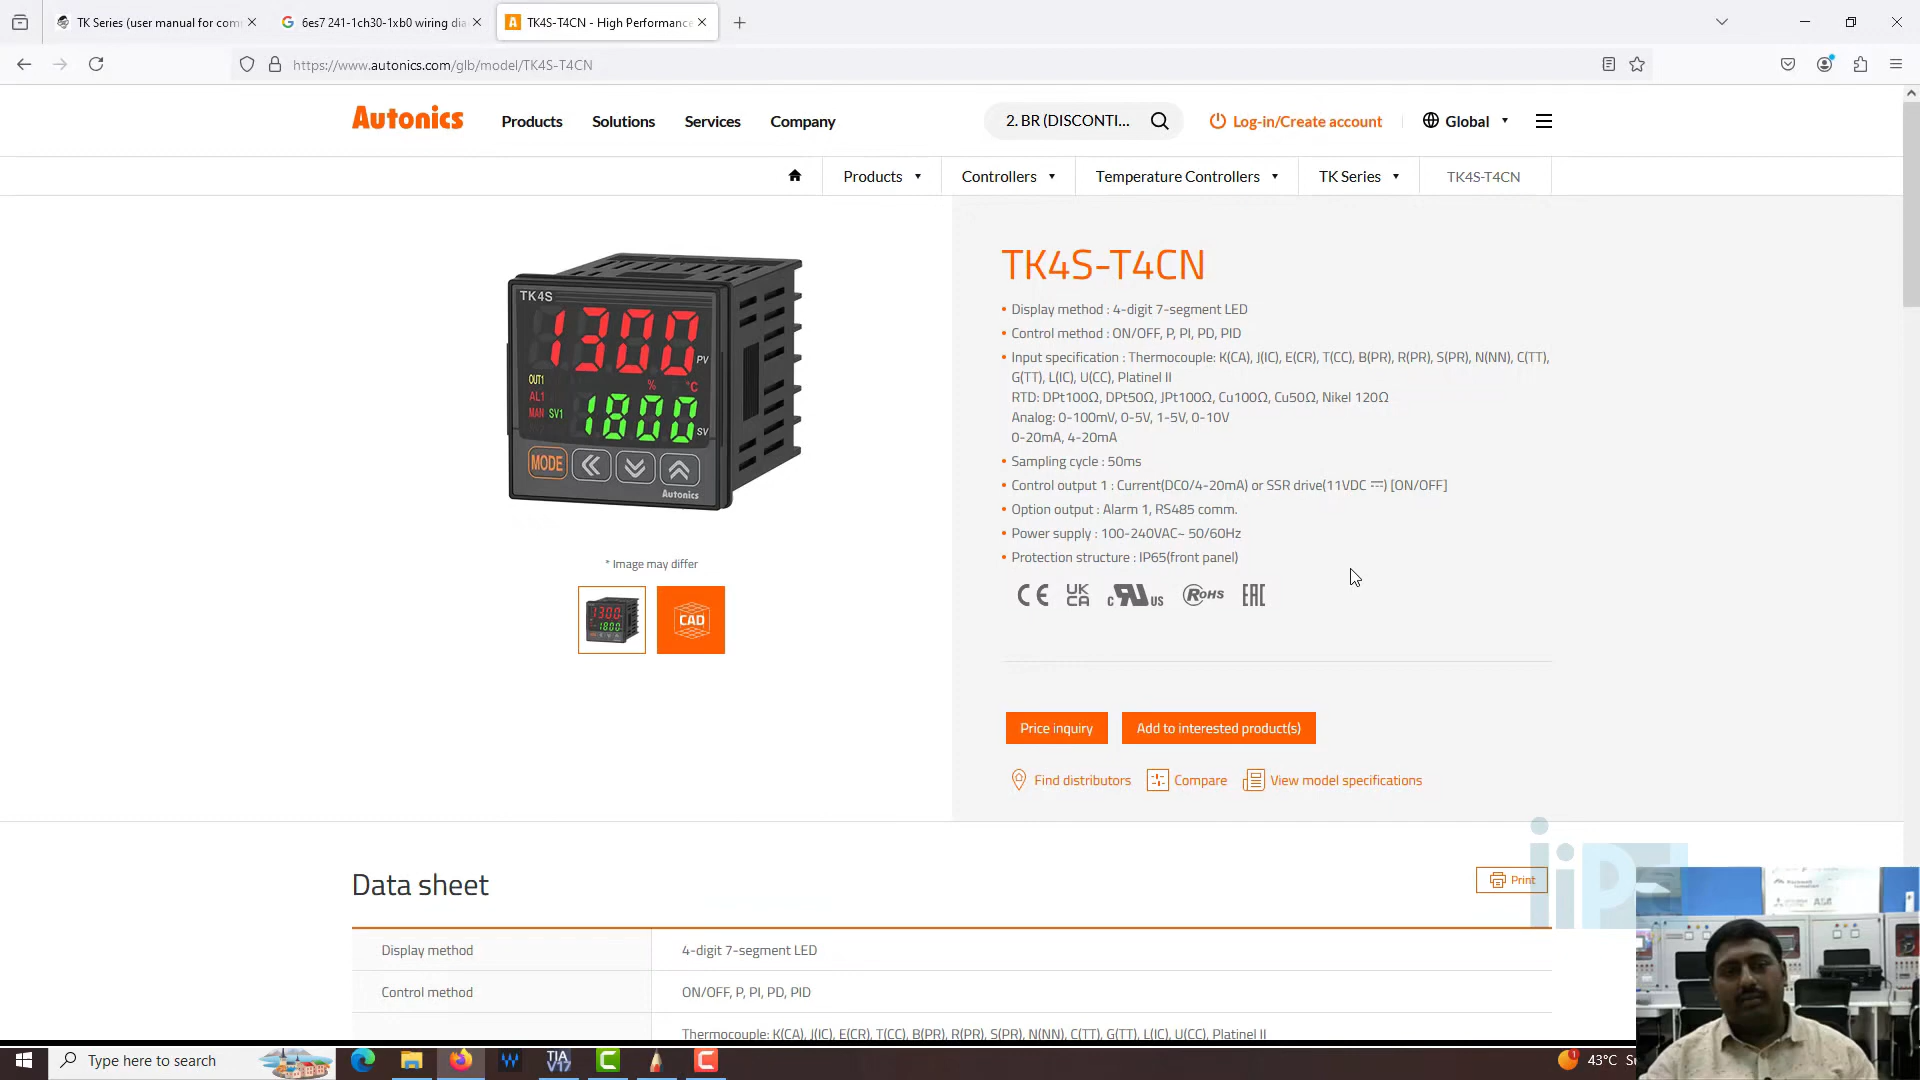 TK Series (user manual for com
6es7 241-1ch30-1xb0 wiring dia
TK4S-T4CN - High Performance
https://www.autonics.com/glb/model/TK4S-T4CN
Autonics
Products
Solutions
Services
Company
2. BR (DISCONTI...
Log-in/Create account
Global
Products
Controllers
Temperature Controllers
TK Series
TK4S-T4CN
TK4S
1300
PV
OUT1
% °C
AL1
MAN SV1
1800
SV
MODE
Autonics
* Image may differ
CAD
TK4S-T4CN
Display method : 4-digit 7-segment LED
Control method : ON/OFF, P, PI, PD, PID
Input specification : Thermocouple: K(CA), J(IC), E(CR), T(CC), B(PR), R(PR), S(PR), N(NN), C(TT),
G(TT), L(IC), U(CC), Platinel II
RTD: DPt100Ω, DPt50Ω, JPt100Ω, Cu100Ω, Cu50Ω, Nikel 120Ω
Analog: 0-100mV, 0-5V, 1-5V, 0-10V
0-20mA, 4-20mA
Sampling cycle : 50ms
Control output 1 : Current(DC0/4-20mA) or SSR drive(11VDC ⎓) [ON/OFF]
Option output : Alarm 1, RS485 comm.
Power supply : 100-240VAC~ 50/60Hz
Protection structure : IP65(front panel)
CE UK CA c RU us RoHS EAC
Price inquiry
Add to interested product(s)
Find distributors
Compare
View model specifications
Data sheet
Print
Display method
4-digit 7-segment LED
Control method
ON/OFF, P, PI, PD, PID
Thermocouple: K(CA), J(IC), E(CR), T(CC), B(PR), R(PR), S(PR), N(NN), C(TT), G(TT), L(IC), U(CC), Platinel II
Type here to search
TIA
V17
43°C